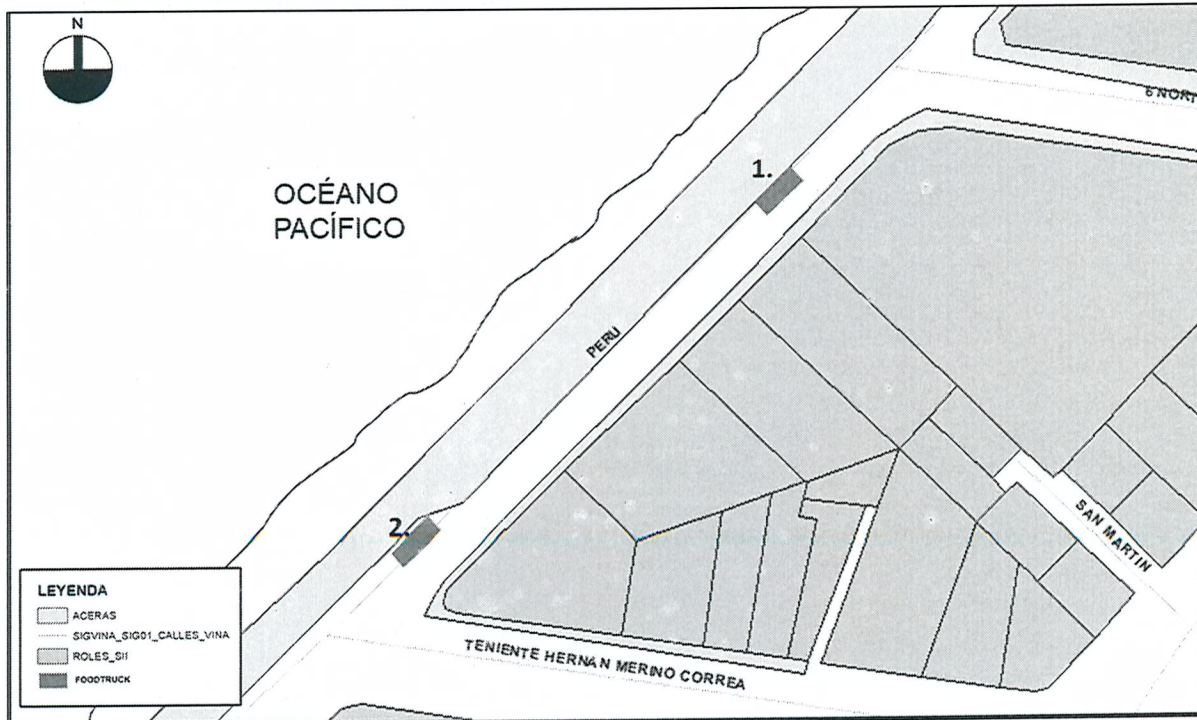 N
6 NORT
1.
OCÉANO
PACÍFICO
PERU
SAN MARTIN
2.
TENIENTE HERNAN MERINO CORREA
LEYENDA
ACERAS
SIGVINA_SIG01_CALLES_VINA
ROLES_SII
FOODTRUCK